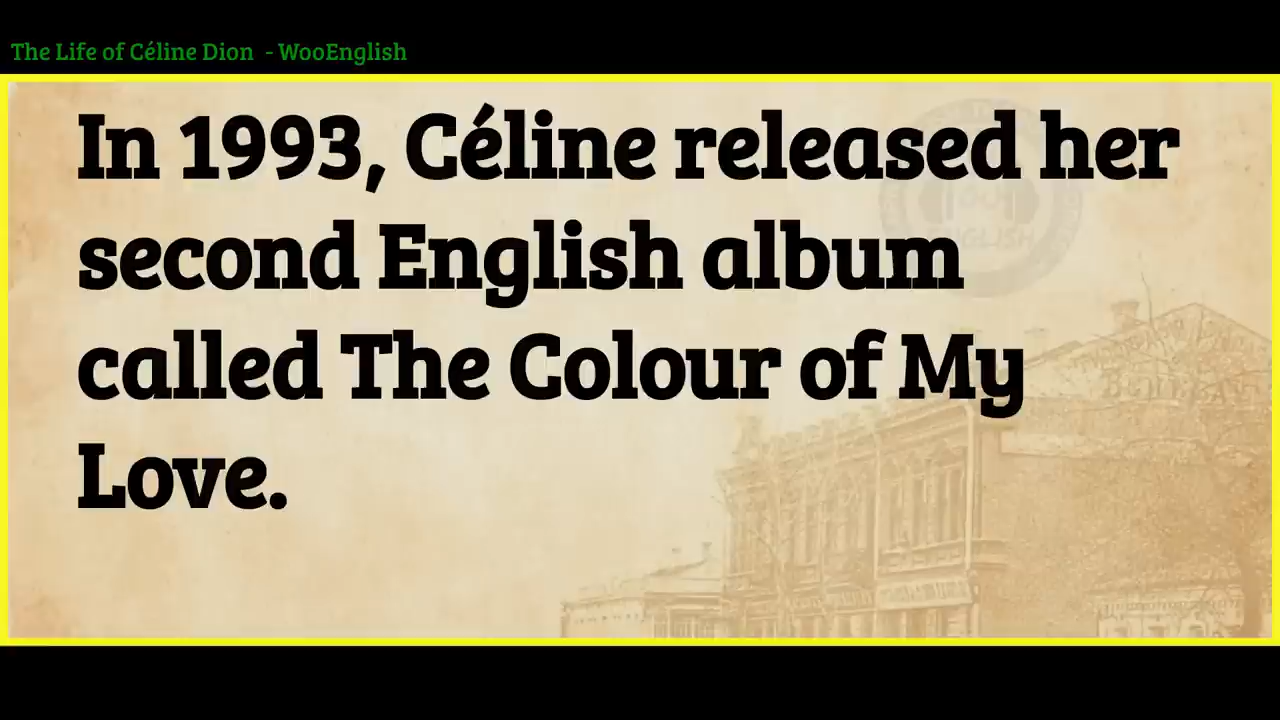 The Life of Céline Dion - WooEnglish
In 1993, Céline released her
second English album
called The Colour of My
Love.
ENGLISH